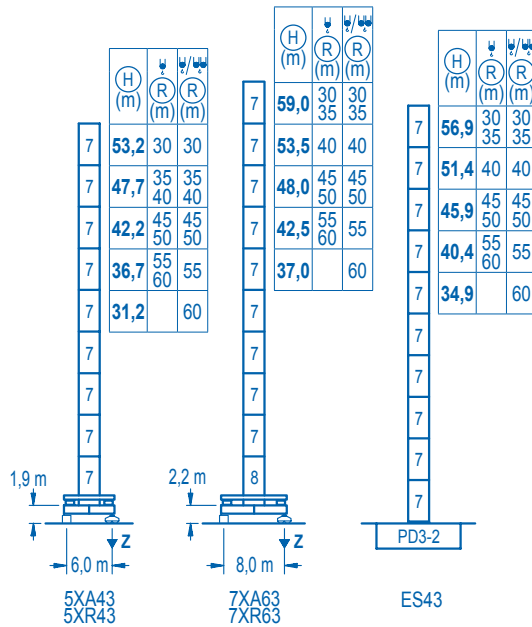 H
(m)
R
(m)
R
(m)
53,2 30 30
47,7 35 35
40 40
42,2 45 45
50 50
36,7 55 55
60
31,2 60
7
7
7
7
7
7
7
7
7
1,9 m
6,0 m
Z
5XA43
5XR43
H
(m)
R
(m)
R
(m)
59,0 30 30
35 35
53,5 40 40
48,0 45 45
50 50
42,5 55 55
60
37,0 60
7
7
7
7
7
7
7
7
7
8
2,2 m
8,0 m
Z
7XA63
7XR63
H
(m)
R
(m)
R
(m)
56,9 30 30
35 35
51,4 40 40
45,9 45 45
50 50
40,4 55 55
60
34,9 60
7
7
7
7
7
7
7
7
7
7
PD3-2
ES43